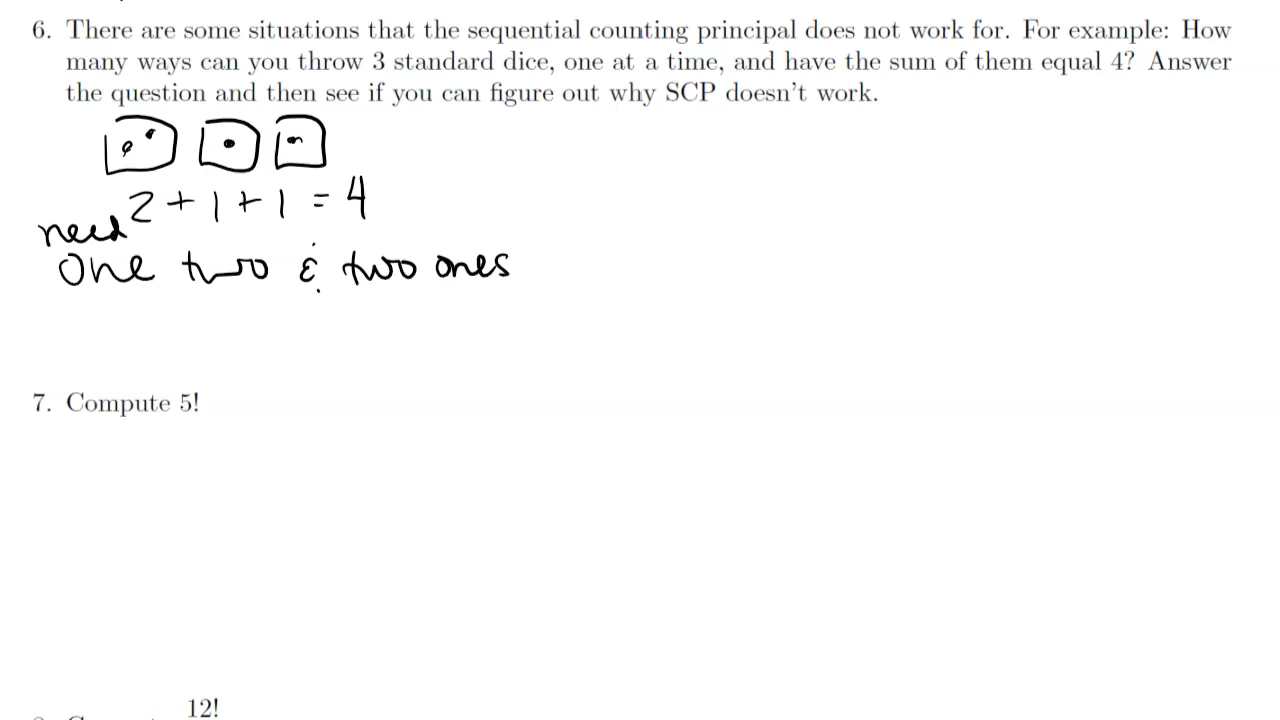 6. There are some situations that the sequential counting principal does not work for. For example: How
many ways can you throw 3 standard dice, one at a time, and have the sum of them equal 4? Answer
the question and then see if you can figure out why SCP doesn't work.
2 + 1 + 1 = 4
need
One two & two ones
7. Compute 5!
12!